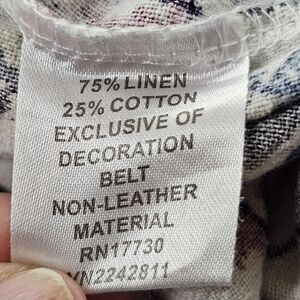 75% LINEN
25% COTTON
EXCLUSIVE OF
DECORATION
BELT
NON-LEATHER
MATERIAL
RN17730
VN2242811